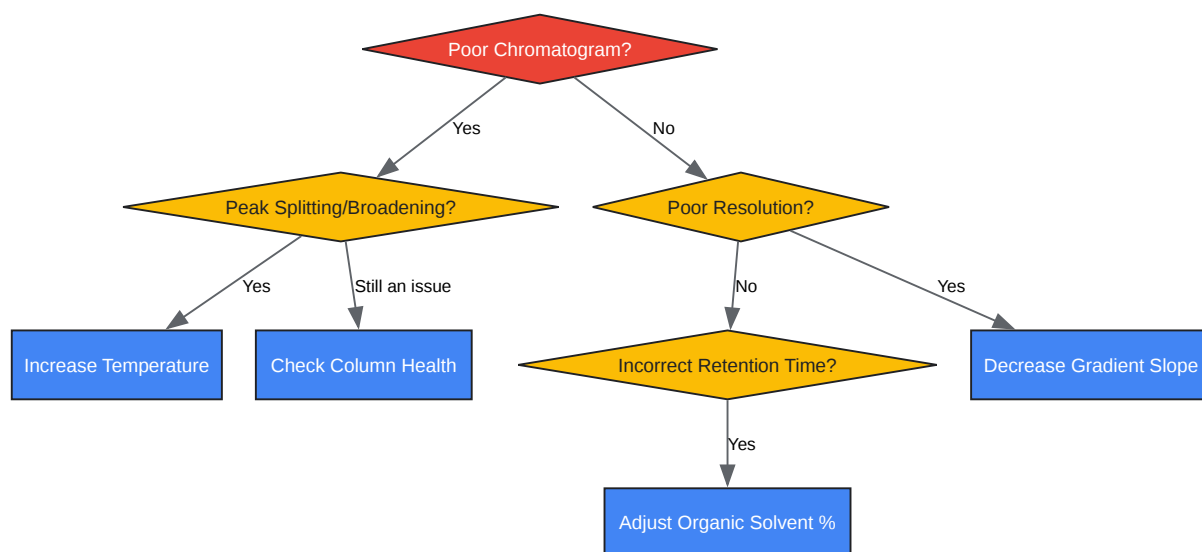 Poor Chromatogram?
Yes
No
Peak Splitting/Broadening?
Poor Resolution?
Yes
Still an issue
No
Yes
Increase Temperature
Check Column Health
Incorrect Retention Time?
Decrease Gradient Slope
Yes
Adjust Organic Solvent %